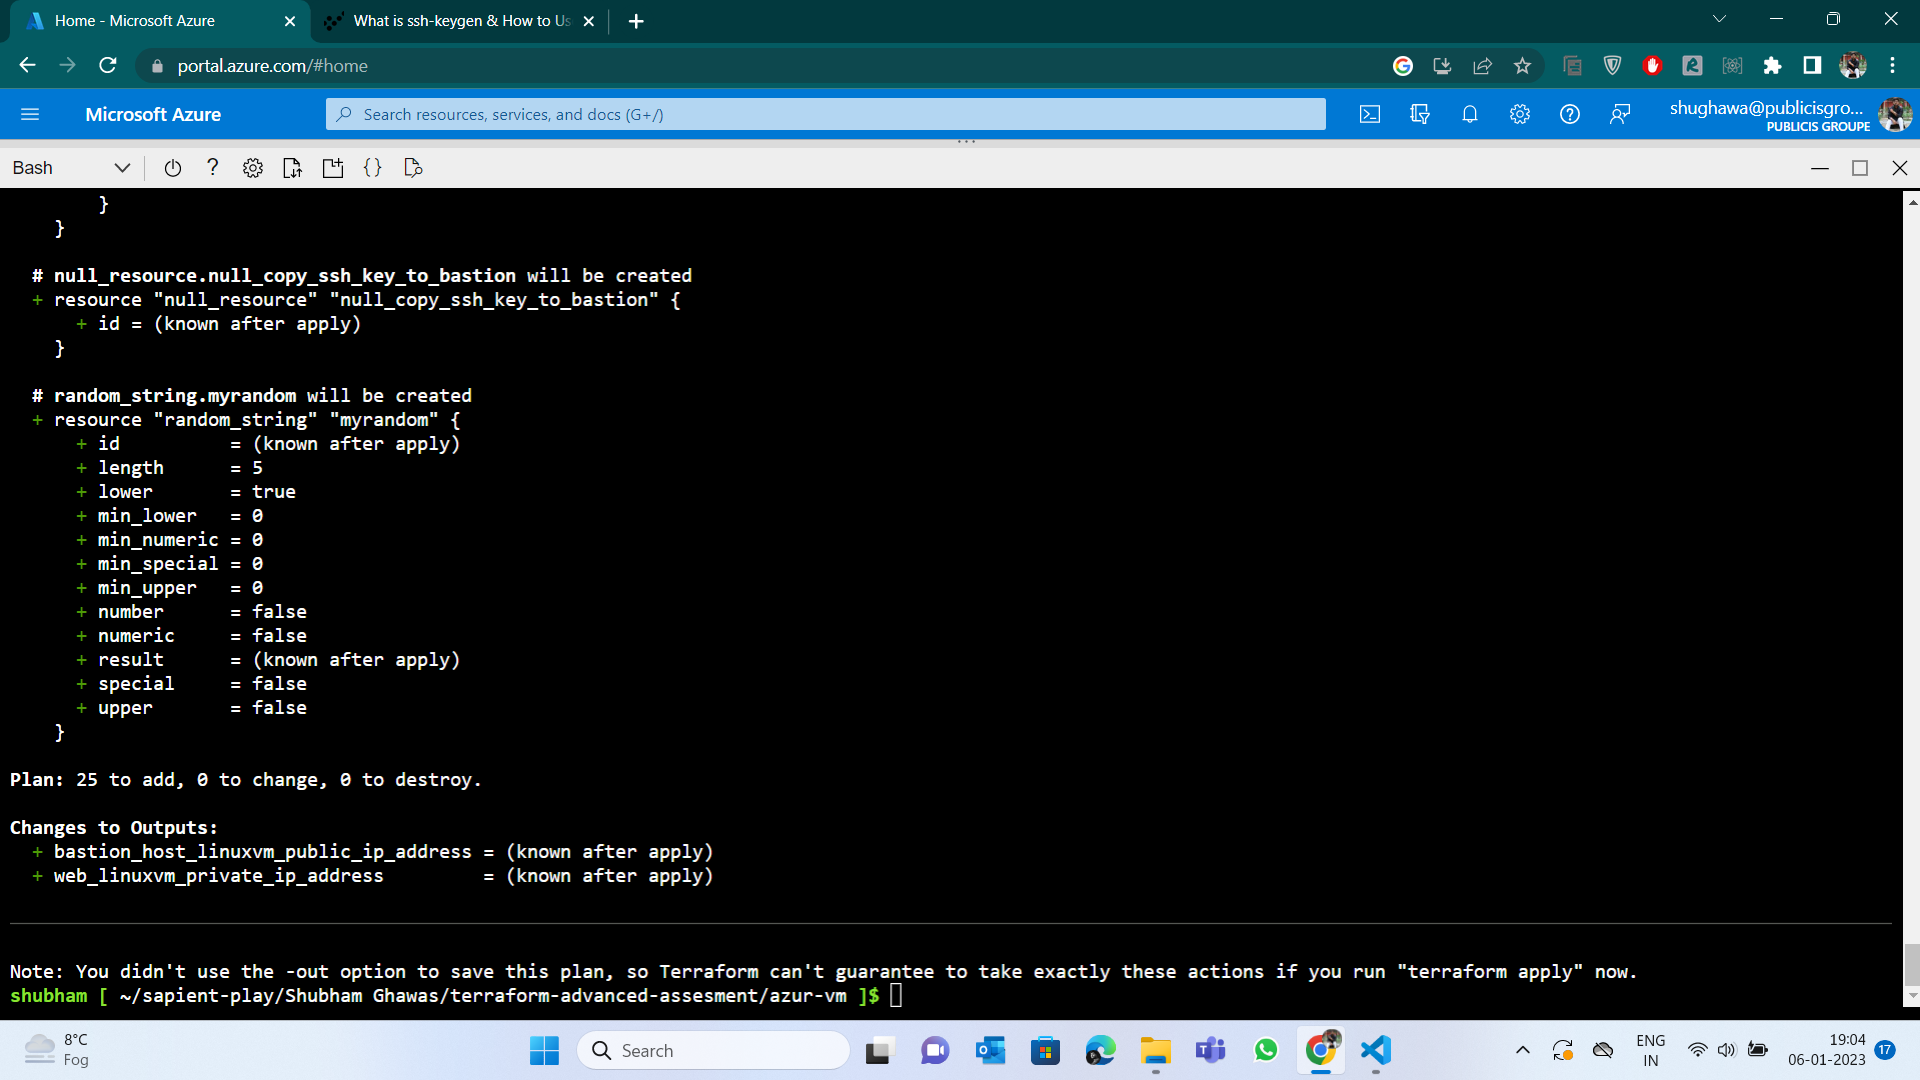 Home - Microsoft Azure
What is ssh-keygen & How to Us
portal.azure.com/#home
Microsoft Azure
Search resources, services, and docs (G+/)
shughawa@publicisgro...
PUBLICIS GROUPE
Bash
}
}
# null_resource.null_copy_ssh_key_to_bastion will be created
+ resource "null_resource" "null_copy_ssh_key_to_bastion" {
+ id = (known after apply)
}
# random_string.myrandom will be created
+ resource "random_string" "myrandom" {
+ id = (known after apply)
+ length = 5
+ lower = true
+ min_lower = 0
+ min_numeric = 0
+ min_special = 0
+ min_upper = 0
+ number = false
+ numeric = false
+ result = (known after apply)
+ special = false
+ upper = false
}
Plan: 25 to add, 0 to change, 0 to destroy.
Changes to Outputs:
+ bastion_host_linuxvm_public_ip_address = (known after apply)
+ web_linuxvm_private_ip_address = (known after apply)
Note: You didn't use the -out option to save this plan, so Terraform can't guarantee to take exactly these actions if you run "terraform apply" now.
shubham [ ~/sapient-play/Shubham Ghawas/terraform-advanced-assesment/azur-vm ]$
8°C
Fog
Search
ENG
IN
19:04
06-01-2023
17